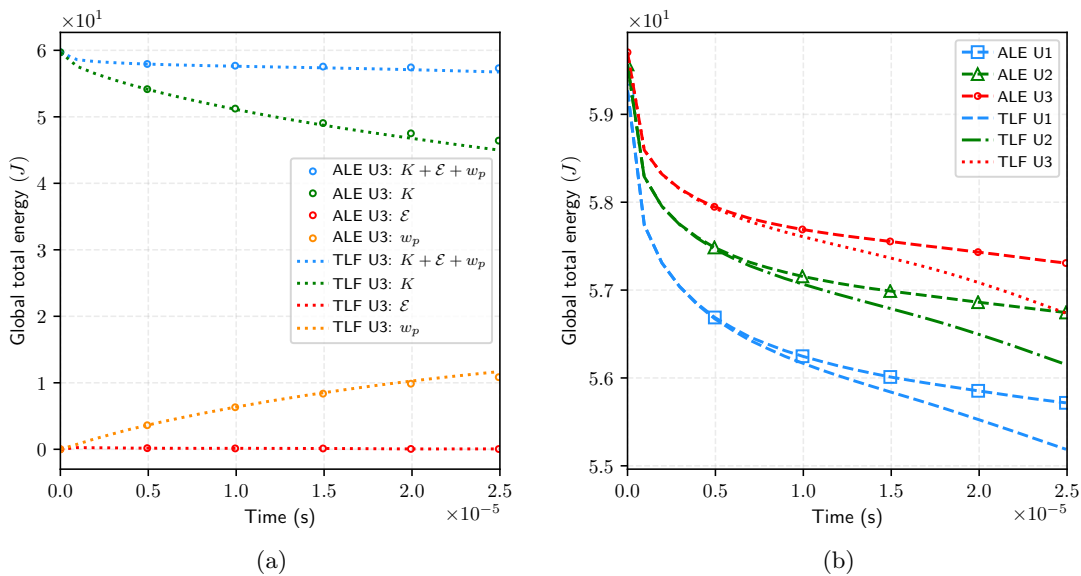 ×10¹
Global total energy (J)
6
5
4
3
2
1
0
ALE U3: K + ℰ + w_p
ALE U3: K
ALE U3: ℰ
ALE U3: w_p
TLF U3: K + ℰ + w_p
TLF U3: K
TLF U3: ℰ
TLF U3: w_p
0.0 0.5 1.0 1.5 2.0 2.5
Time (s)
×10⁻⁵
(a)
×10¹
Global total energy (J)
5.9
5.8
5.7
5.6
5.5
ALE U1
ALE U2
ALE U3
TLF U1
TLF U2
TLF U3
0.0 0.5 1.0 1.5 2.0 2.5
Time (s)
×10⁻⁵
(b)